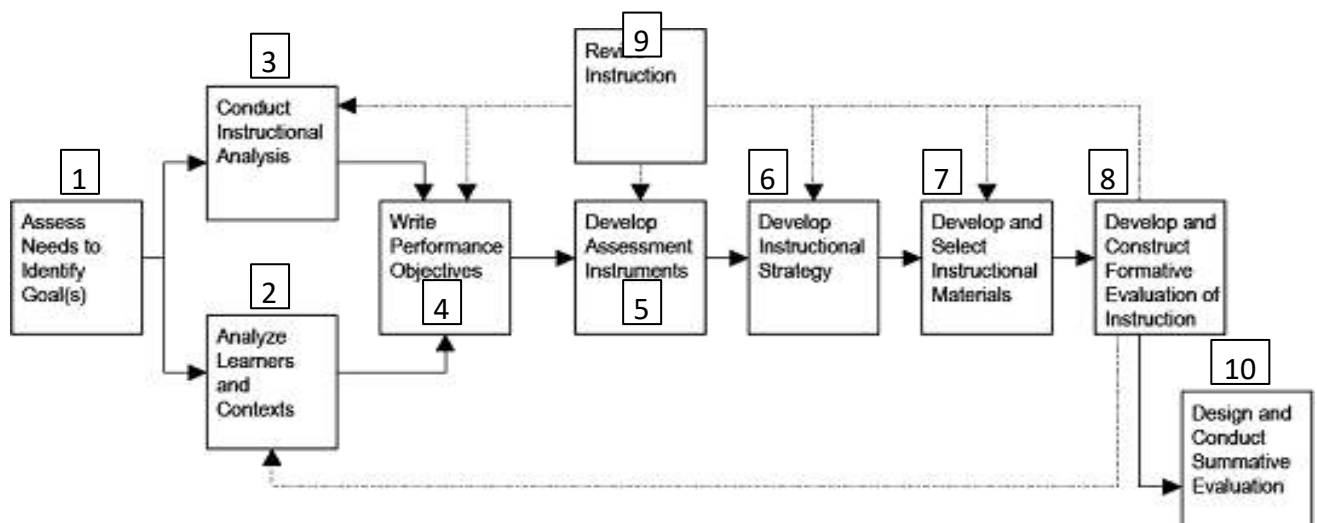 1
Assess
Needs to
Identify
Goal(s)
3
Conduct
Instructional
Analysis
2
Analyze
Learners
and
Contexts
Write
Performance
Objectives
4
9
Instruction
Develop
Assessment
Instruments
5
6
Develop
Instructional
Strategy
7
Develop and
Select
Instructional
Materials
8
Develop and
Construct
Formative
Evaluation of
Instruction
10
Design and
Conduct
Summative
Evaluation